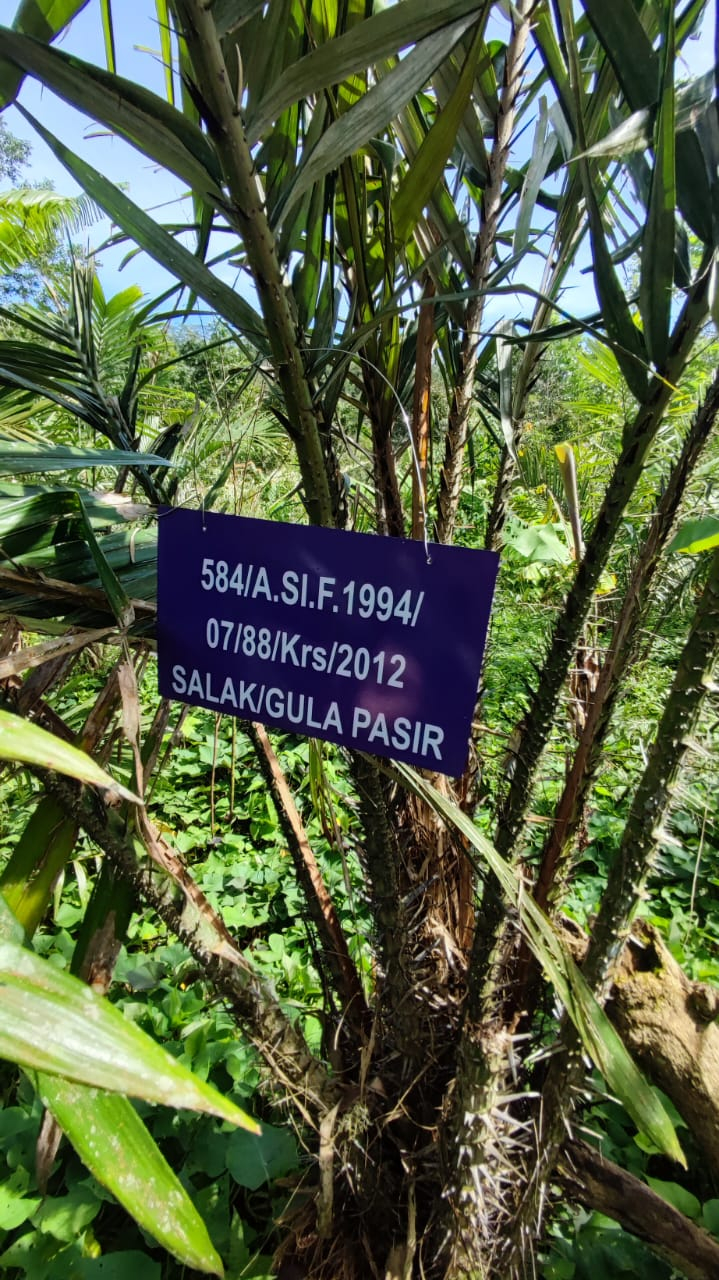 584/A.SI.F.1994/
07/88/Krs/2012
SALAK/GULA PASIR